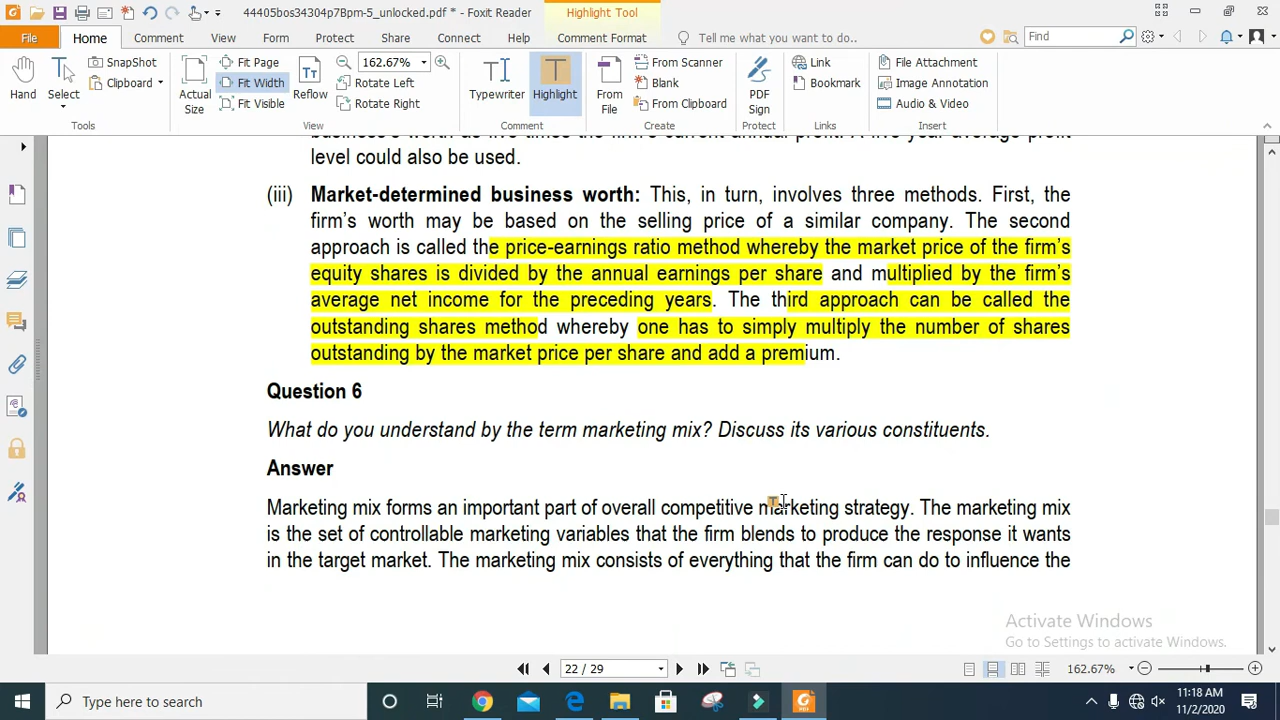 44405bos34304p7Bpm-5_unlocked.pdf * - Foxit Reader
Highlight Tool
File Home Comment View Form Protect Share Connect Help Comment Format Tell me what you want to do.. Find
Hand
Select
SnapShot
Clipboard
Tools
Actual Size
Fit Page
Fit Width
Fit Visible
Reflow
162.67%
Rotate Left
Rotate Right
View
Typewriter
Highlight
Comment
From File
From Scanner
Blank
From Clipboard
Create
PDF Sign
Protect
Link
Bookmark
Links
File Attachment
Image Annotation
Audio & Video
Insert
level could also be used.
(iii) Market-determined business worth: This, in turn, involves three methods. First, the
firm's worth may be based on the selling price of a similar company. The second
approach is called the price-earnings ratio method whereby the market price of the firm's
equity shares is divided by the annual earnings per share and multiplied by the firm's
average net income for the preceding years. The third approach can be called the
outstanding shares method whereby one has to simply multiply the number of shares
outstanding by the market price per share and add a premium.
Question 6
What do you understand by the term marketing mix? Discuss its various constituents.
Answer
Marketing mix forms an important part of overall competitive marketing strategy. The marketing mix
is the set of controllable marketing variables that the firm blends to produce the response it wants
in the target market. The marketing mix consists of everything that the firm can do to influence the
Activate Windows
Go to Settings to activate Windows.
22 / 29
162.67%
Type here to search
11:18 AM
11/2/2020